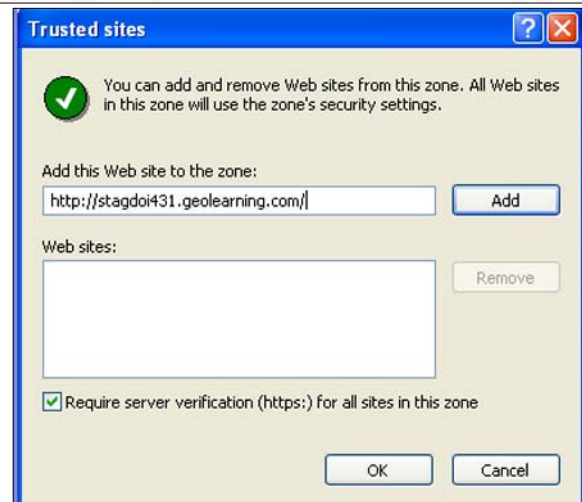 Trusted sites
You can add and remove Web sites from this zone. All Web sites
in this zone will use the zone's security settings.
Add this Web site to the zone:
http://stagdoi431.geolearning.com/
Add
Web sites:
Remove
Require server verification (https:) for all sites in this zone
OK
Cancel